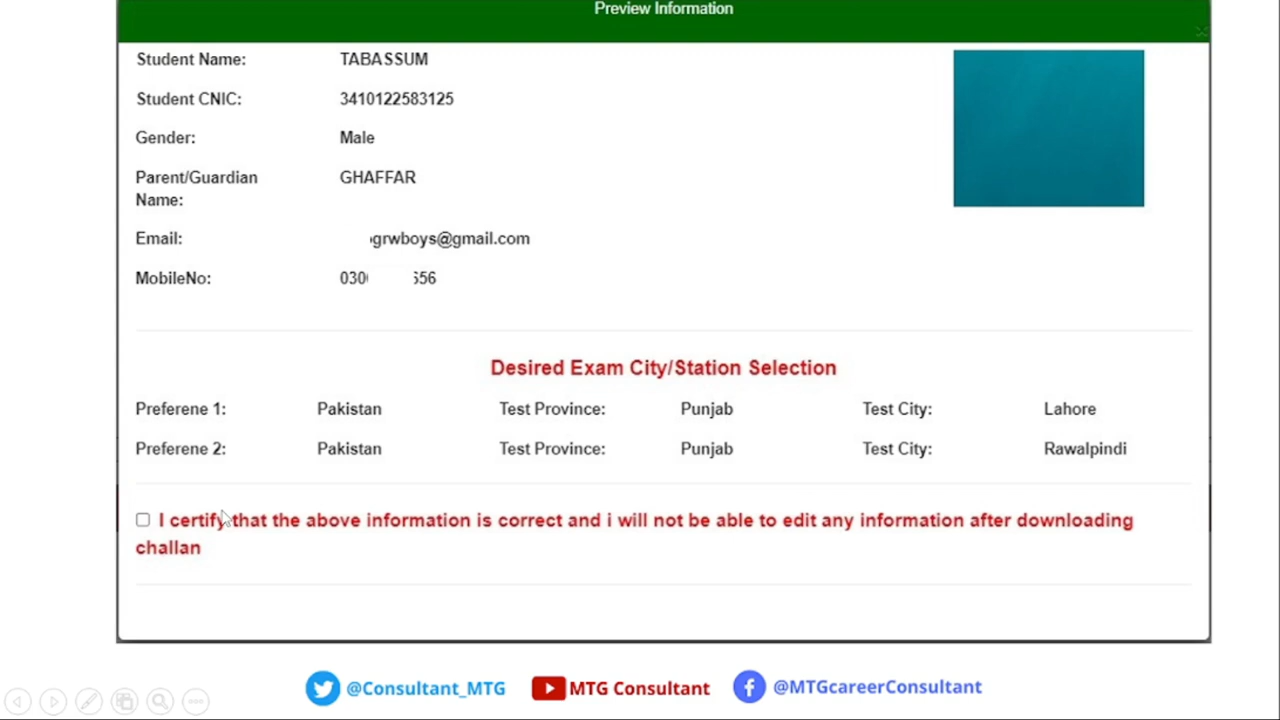 Preview Information
Student Name: TABASSUM
Student CNIC: 3410122583125
Gender: Male
Parent/Guardian GHAFFAR
Name:
Email: grwboys@gmail.com
MobileNo: 030 656
Desired Exam City/Station Selection
Preferene 1: Pakistan Test Province: Punjab Test City: Lahore
Preferene 2: Pakistan Test Province: Punjab Test City: Rawalpindi
I certify that the above information is correct and i will not be able to edit any information after downloading
challan
@Consultant_MTG MTG Consultant @MTGcareerConsultant